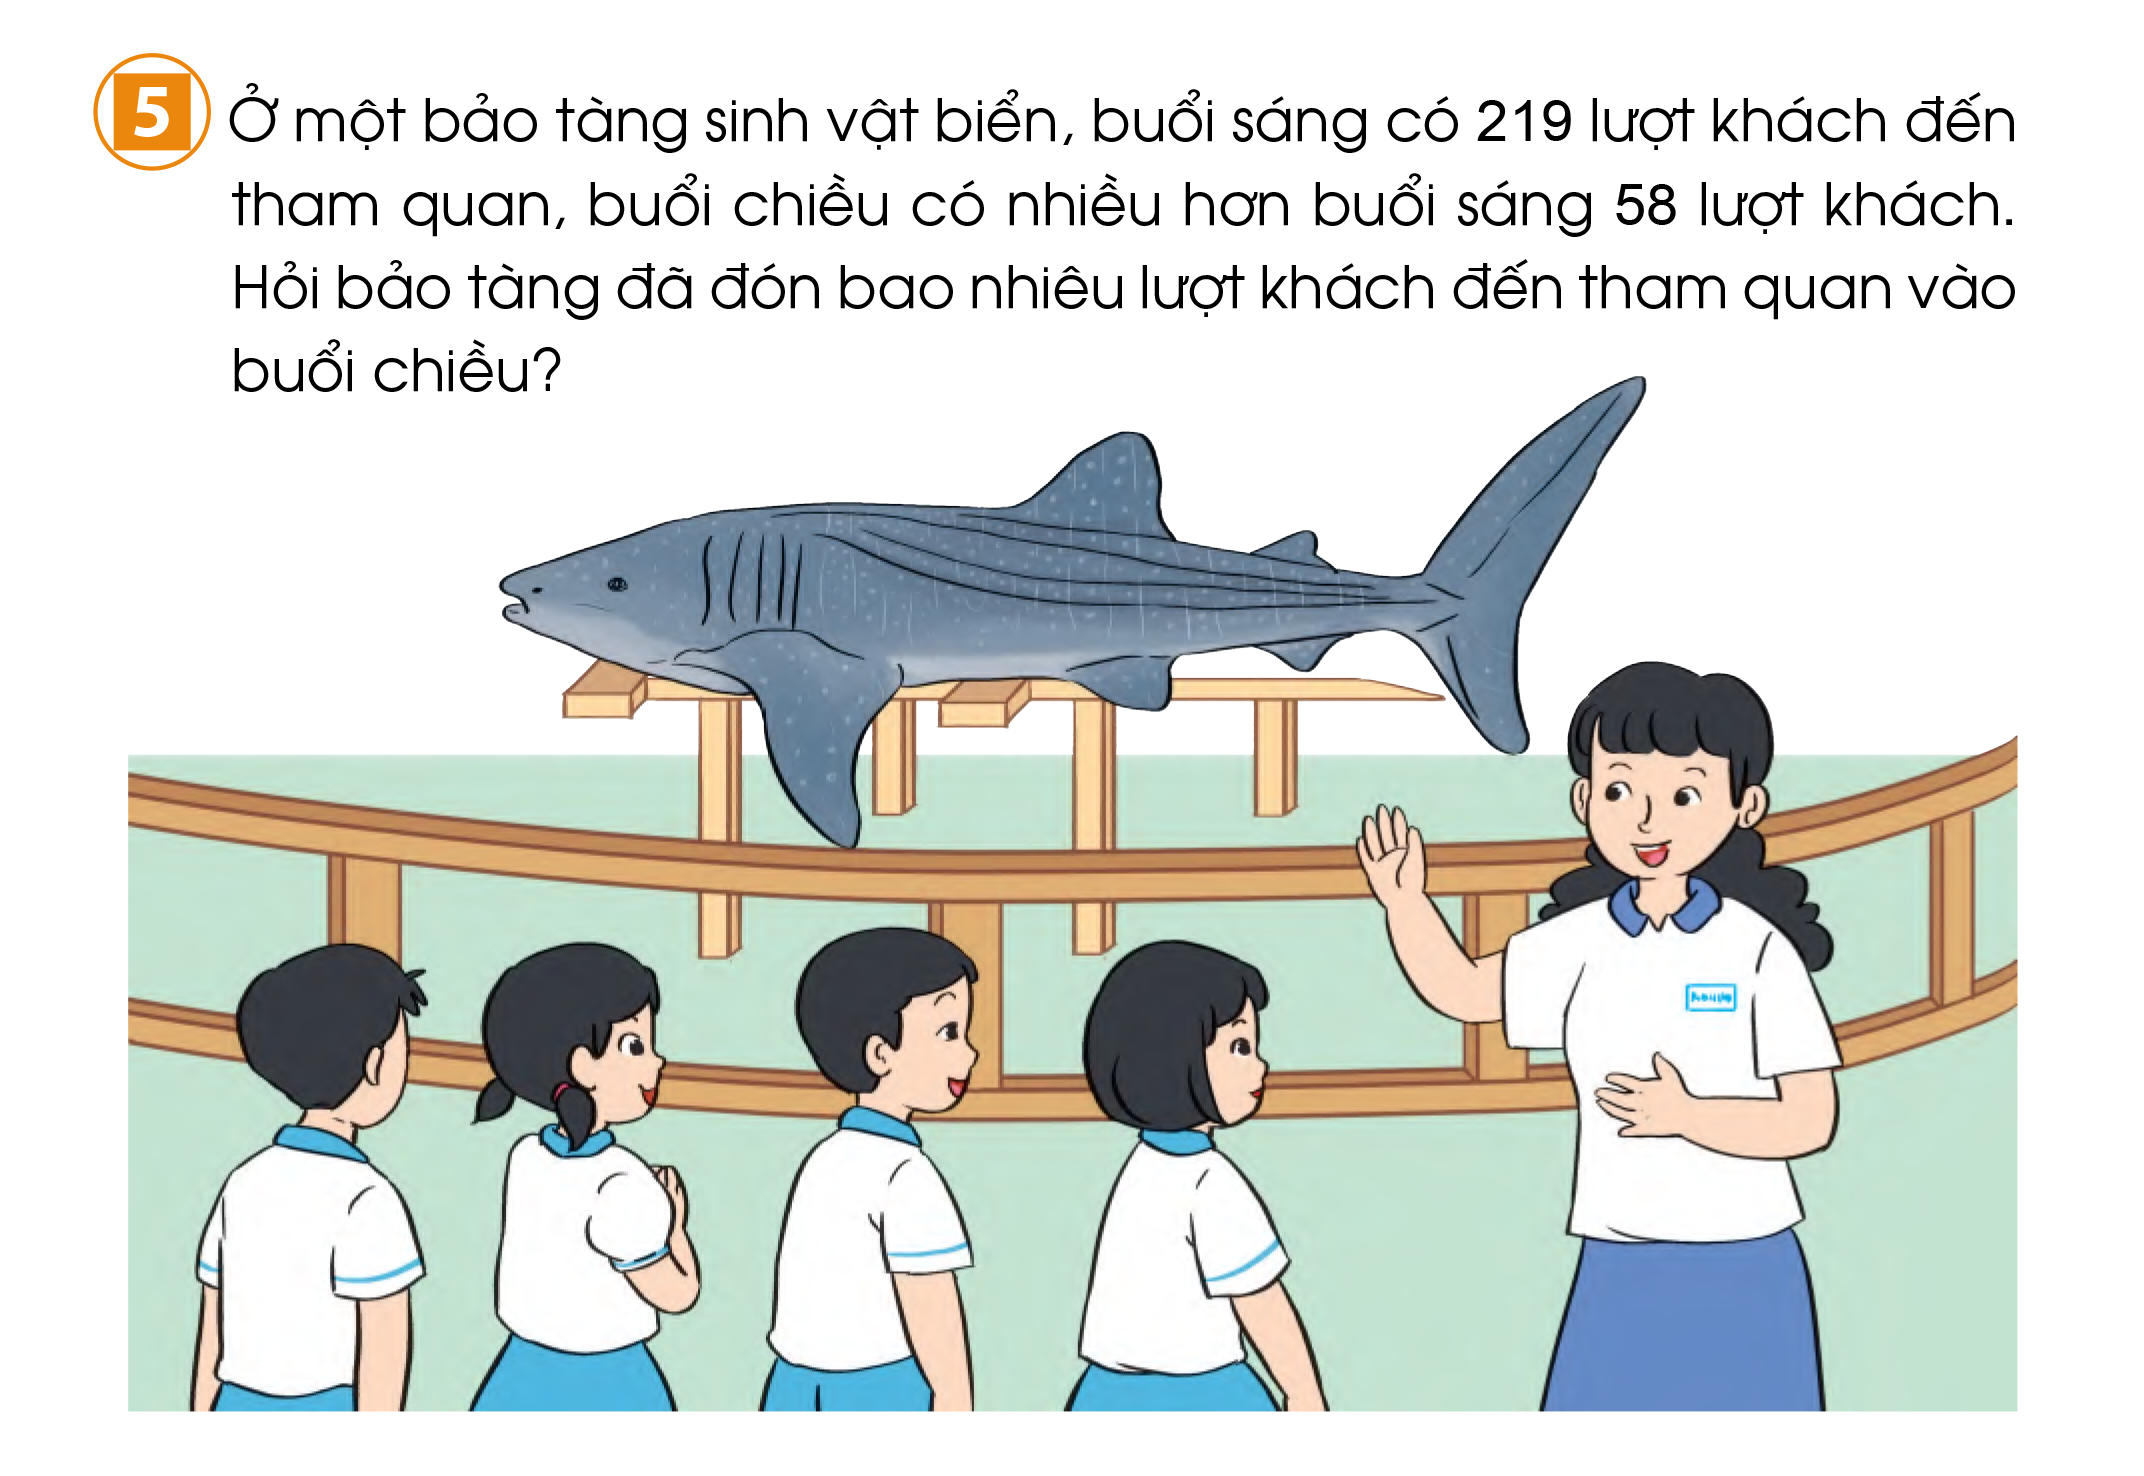 5 Ở một bảo tàng sinh vật biển, buổi sáng có 219 lượt khách đến
tham quan, buổi chiều có nhiều hơn buổi sáng 58 lượt khách.
Hỏi bảo tàng đã đón bao nhiêu lượt khách đến tham quan vào
buổi chiều?